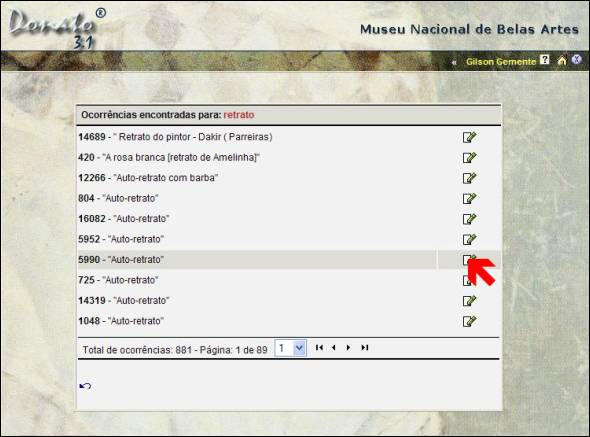 Donato ®
3.1
Museu Nacional de Belas Artes
« Gilson Gemente ? X
Ocorrências encontradas para: retrato
14689 - " Retrato do pintor - Dakir ( Parreiras)
420 - "A rosa branca [retrato de Amelinha]"
12266 - "Auto-retrato com barba"
804 - "Auto-retrato"
16082 - "Auto-retrato"
5952 - "Auto-retrato"
5990 - "Auto-retrato"
725 - "Auto-retrato"
14319 - "Auto-retrato"
1048 - "Auto-retrato"
Total de ocorrências: 881 - Página: 1 de 89 1